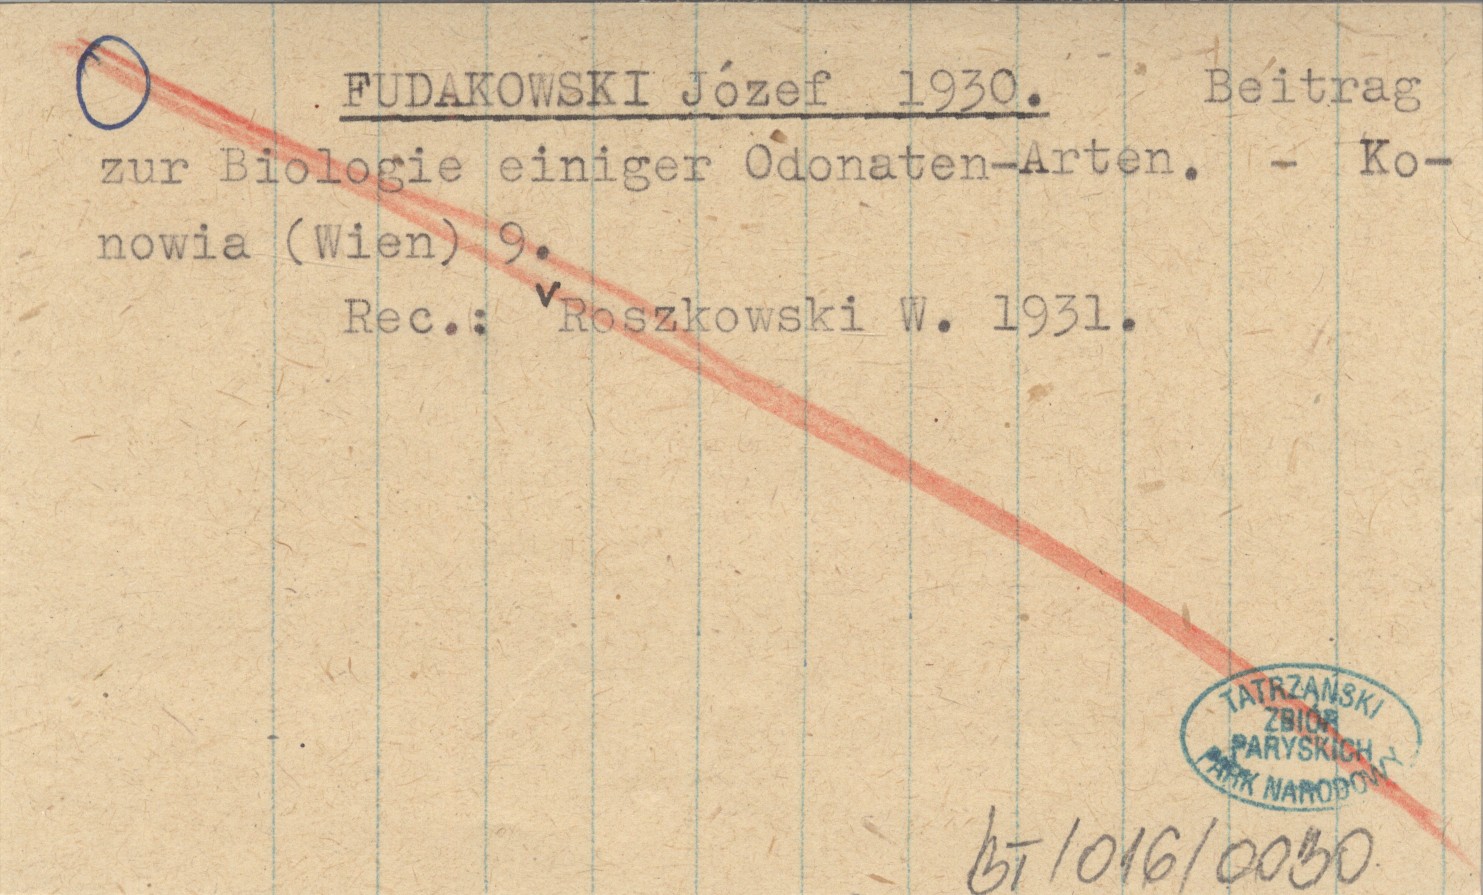 FUDAKOWSKI Józef 1930. Beitrag
zur Biologie einiger Odonaten-Arten. - Ko-
nowia (Wien) 9.
Rec.: Roszkowski W. 1931.
TATRZAŃSKI
ZBIÓR
PARYSKICH
PARK NARODOWY
BT/016/0030